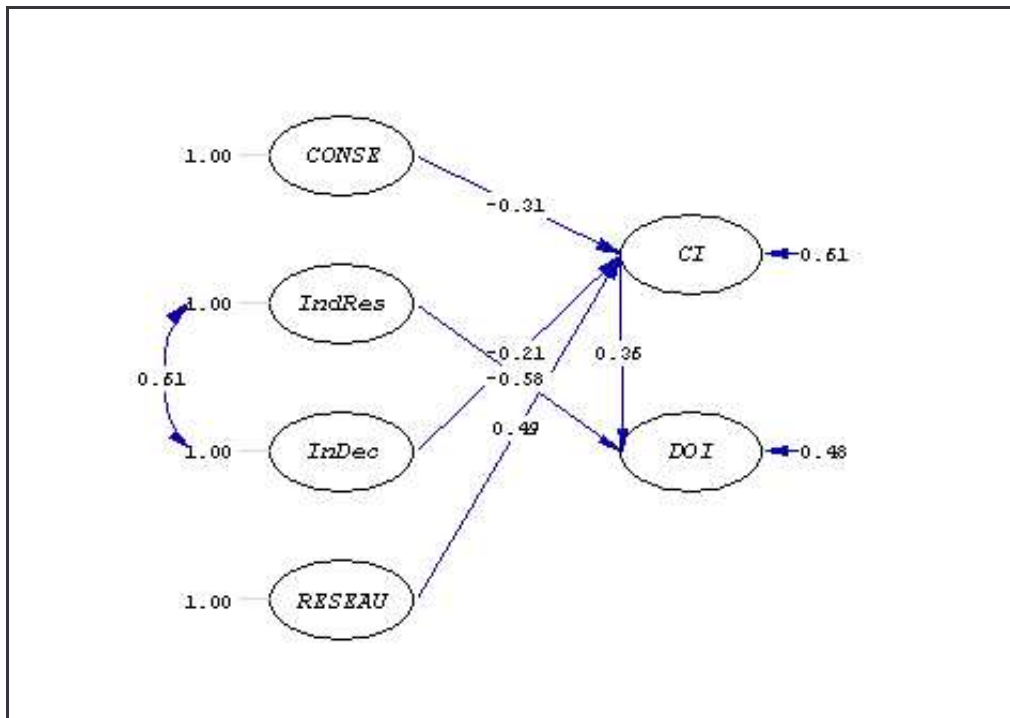 1.00
CONSE
-0.31
CI
0.61
1.00
IndRes
-0.21
0.36
0.61
-0.58
0.49
1.00
InDec
DOI
0.48
1.00
RESEAU